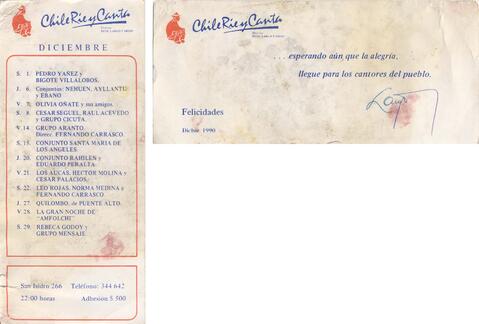 Chile Rie y Canta
DICIEMBRE
S. 1. PEDRO YAÑEZ y
BIGOTE VILLALOBOS.
J. 6. Conjuntos: NEHUEN, AYLLANTU
y EBANO
V. 7. OLIVIA OÑATE y sus amigos.
S. 8. CESAR SEGUEL, RAUL ACEVEDO
y GRUPO CICUTA.
V. 14. GRUPO ARANTO.
Direcc. FERNANDO CARRASCO.
S. 15. CONJUNTO SANTA MARIA DE
LOS ANGELES.
J. 20. CONJUNTO RAHILEN y
EDUARDO PERALTA.
V. 21. LOS AUCAS, HECTOR MOLINA y
CESAR PALACIOS.
S. 22. LEO ROJAS, NORMA MEDINA y
FERNANDO CARRASCO
J. 27. QUILOMBO, de PUENTE ALTO.
V. 28. LA GRAN NOCHE DE
"AMFOLCHI"
S. 29. REBECA GODOY y
GRUPO MENSAJE.
San Isidro 266 Teléfono: 344 642
22:00 horas Adhesión $ 500
Chile Rie y Canta
. . . esperando aún que la alegría,
llegue para los cantores del pueblo.
Felicidades
Dicbre 1990